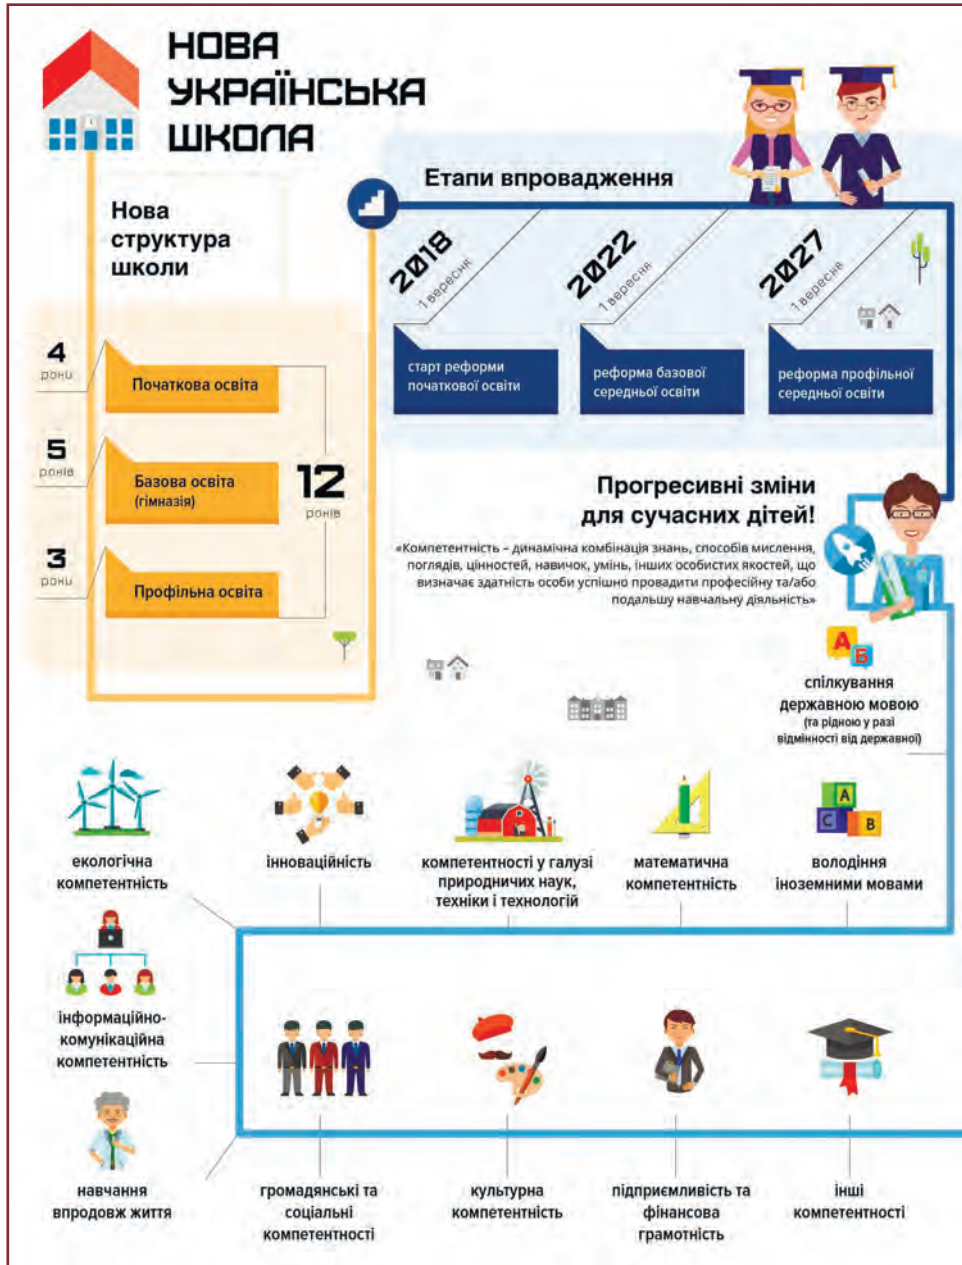 НОВА
УКРАЇНСЬКА
ШКОЛА
Нова
структура
школи
4
роки
Початкова освіта
5
років
Базова освіта
(гімназія)
12
років
3
роки
Профільна освіта
Етапи впровадження
2018
1 вересня
старт реформи
початкової освіти
2022
1 вересня
реформа базової
середньої освіти
2027
1 вересня
реформа профільної
середньої освіти
Прогресивні зміни
для сучасних дітей!
«Компетентність – динамічна комбінація знань, способів мислення,
поглядів, цінностей, навичок, умінь, інших особистих якостей, що
визначає здатність особи успішно провадити професійну та/або
подальшу навчальну діяльність»
А
Б
спілкування
державною мовою
(та рідною у разі
відмінності від державної)
екологічна
компетентність
інноваційність
компетентності у галузі
природничих наук,
техніки і технологій
математична
компетентність
A
C B
володіння
іноземними мовами
інформаційно-
комунікаційна
компетентність
навчання
впродовж життя
громадянські та
соціальні
компетентності
культурна
компетентність
підприємливість та
фінансова
грамотність
інші
компетентності